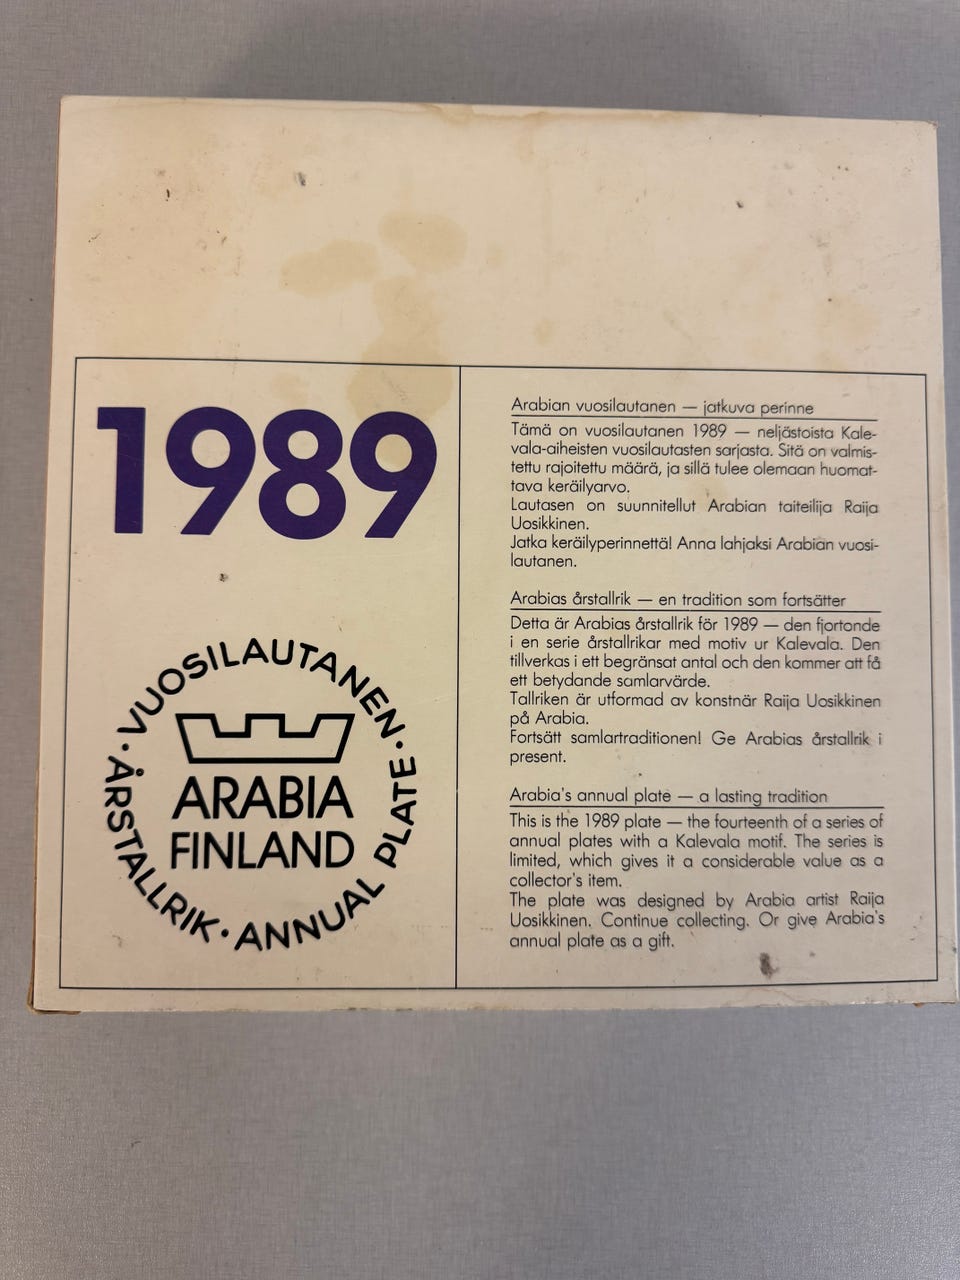 1989
VUOSILAUTANEN · ANNUAL PLATE · ÅRSTALLRIK ·
ARABIA
FINLAND
Arabian vuosilautanen — jatkuva perinne
Tämä on vuosilautanen 1989 — neljästoista Kale-
vala-aiheisten vuosilautasten sarjasta. Sitä on valmis-
tettu rajoitettu määrä, ja sillä tulee olemaan huomat-
tava keräilyarvo.
Lautasen on suunnitellut Arabian taiteilija Raija
Uosikkinen.
Jatka keräilyperinnettä! Anna lahjaksi Arabian vuosi-
lautanen.
Arabias årstallrik — en tradition som fortsätter
Detta är Arabias årstallrik för 1989 — den fjortonde
i en serie årstallrikar med motiv ur Kalevala. Den
tillverkas i ett begränsat antal och den kommer att få
ett betydande samlarvärde.
Tallriken är utformad av konstnär Raija Uosikkinen
på Arabia.
Fortsätt samlartraditionen! Ge Arabias årstallrik i
present.
Arabia's annual plate — a lasting tradition
This is the 1989 plate — the fourteenth of a series of
annual plates with a Kalevala motif. The series is
limited, which gives it a considerable value as a
collector's item.
The plate was designed by Arabia artist Raija
Uosikkinen. Continue collecting. Or give Arabia's
annual plate as a gift.